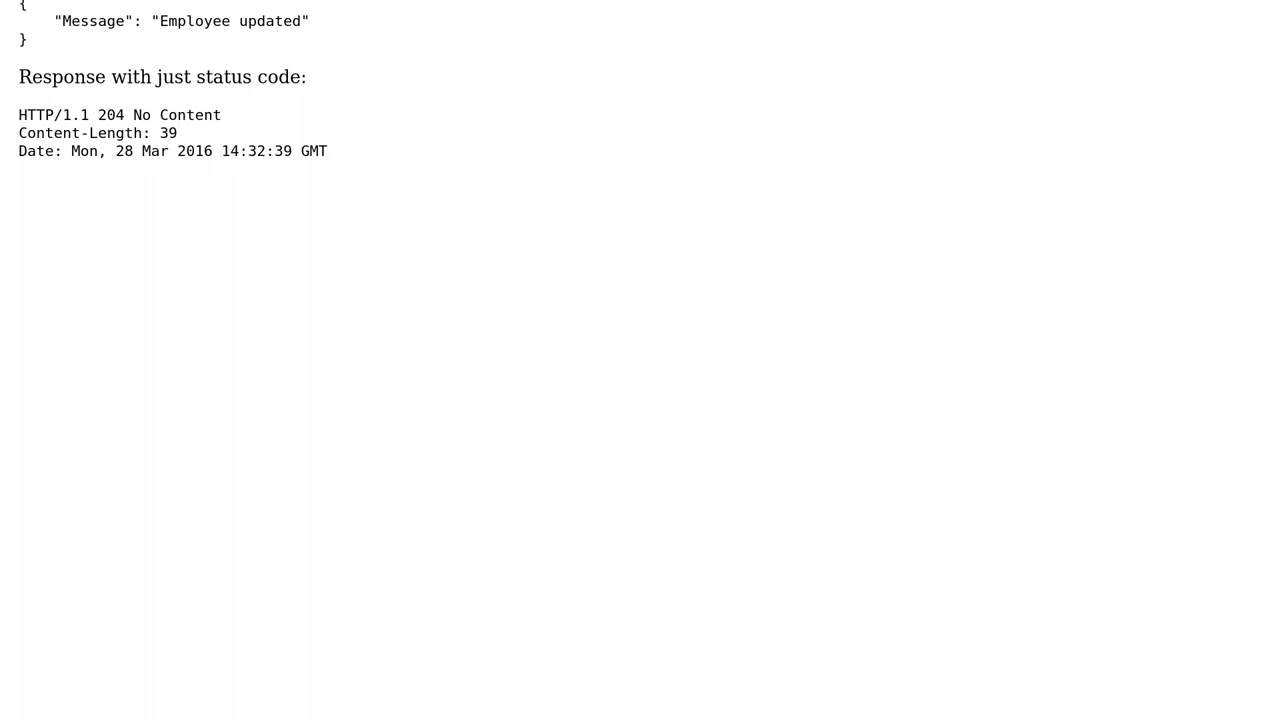 {
    "Message": "Employee updated"
}
Response with just status code:
HTTP/1.1 204 No Content
Content-Length: 39
Date: Mon, 28 Mar 2016 14:32:39 GMT